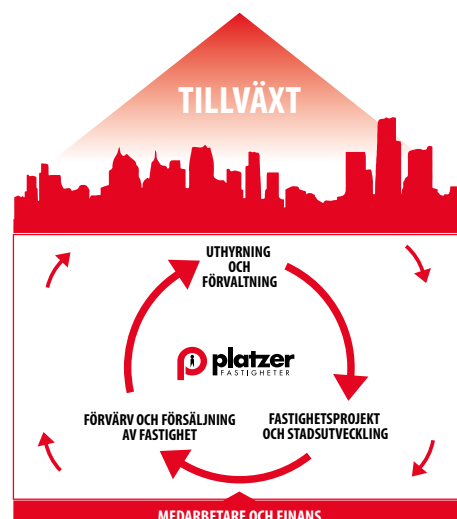 TILLVÄXT
UTHYRNING
OCH
FÖRVALTNING
platzer
FASTIGHETER
FÖRVÄRV OCH FÖRSÄLJNING
AV FASTIGHET
FASTIGHETSPROJEKT
OCH STADSUTVECKLING
MEDARBETARE OCH FINANS